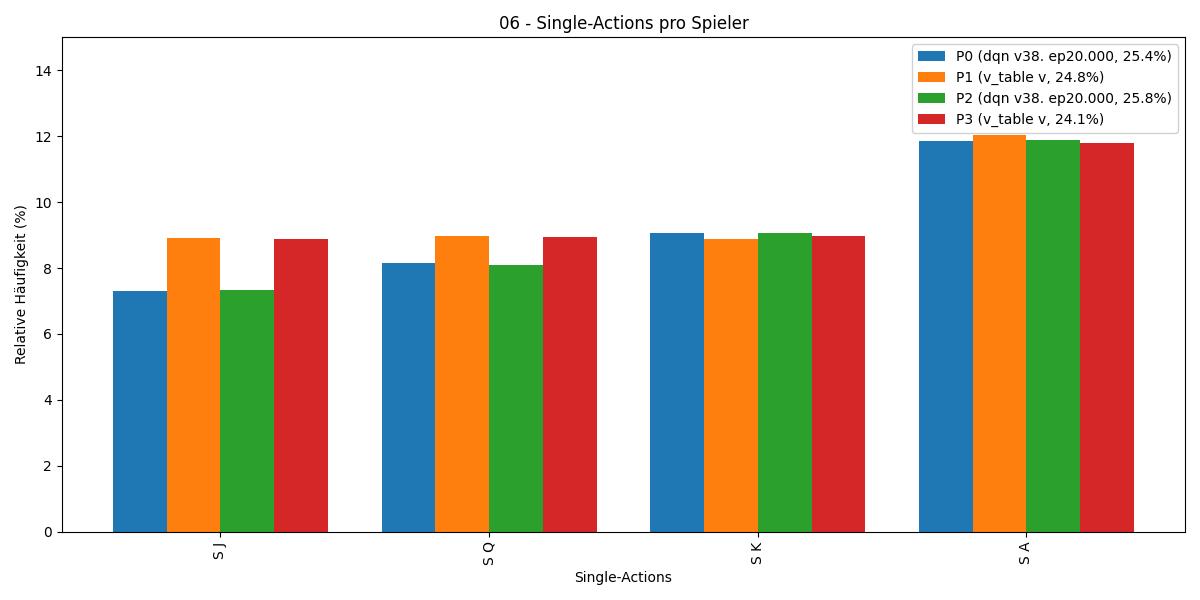 06 - Single-Actions pro Spieler
P0 (dqn v38. ep20.000, 25.4%)
P1 (v_table v, 24.8%)
P2 (dqn v38. ep20.000, 25.8%)
P3 (v_table v, 24.1%)
Relative Häufigkeit (%)
14
12
10
8
6
4
2
0
S J
S Q
S K
S A
Single-Actions